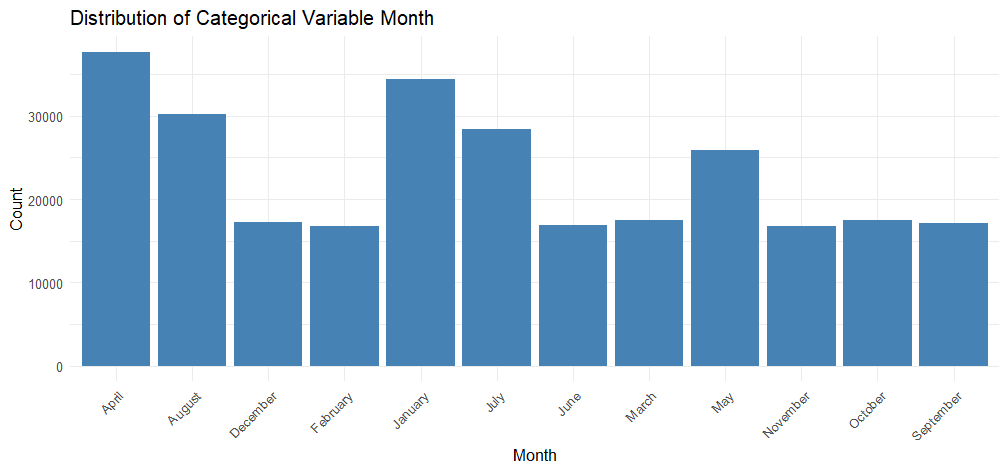 Distribution of Categorical Variable Month
Count
30000
20000
10000
0
April
August
December
February
January
July
June
March
May
November
October
September
Month